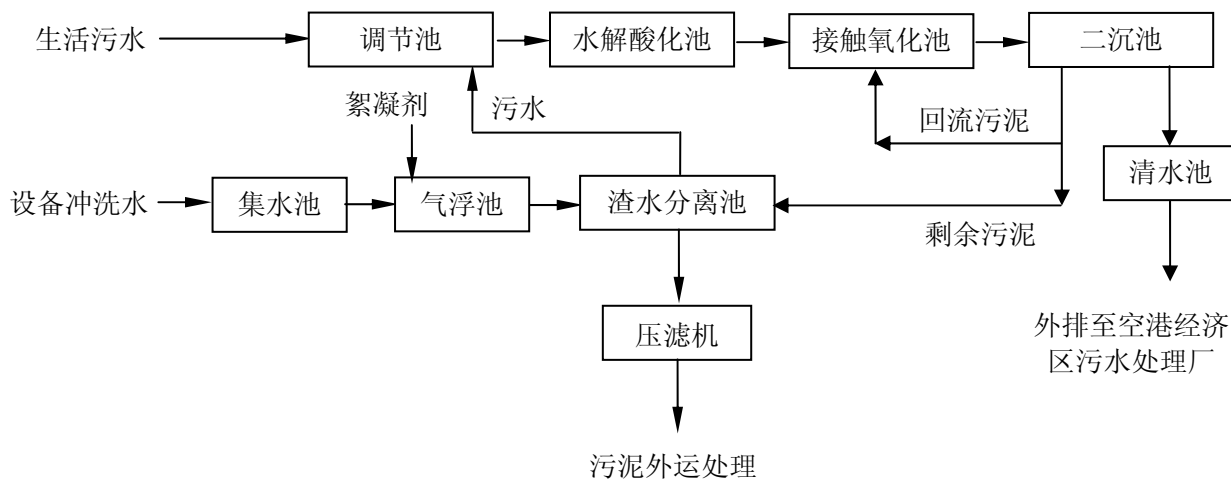 生活污水
调节池
水解酸化池
接触氧化池
二沉池
絮凝剂
污水
回流污泥
清水池
设备冲洗水
集水池
气浮池
渣水分离池
剩余污泥
压滤机
外排至空港经济
区污水处理厂
污泥外运处理